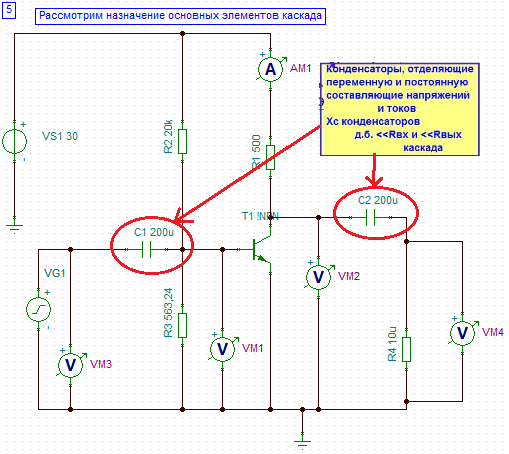 5
Рассмотрим назначение основных элементов каскада
AM1
A
Конденсаторы, отделяющие
переменную и постоянную
составляющие напряжений
и токов
Хс конденсаторов
д.б. <<Rвх и <<Rвых
каскада
VS1 30
R2 20k
R1 500
C1 200u
T1 !NPN
C2 200u
VG1
VM2
V
R3 563,24
V
VM1
V
VM3
R4 10u
V
VM4